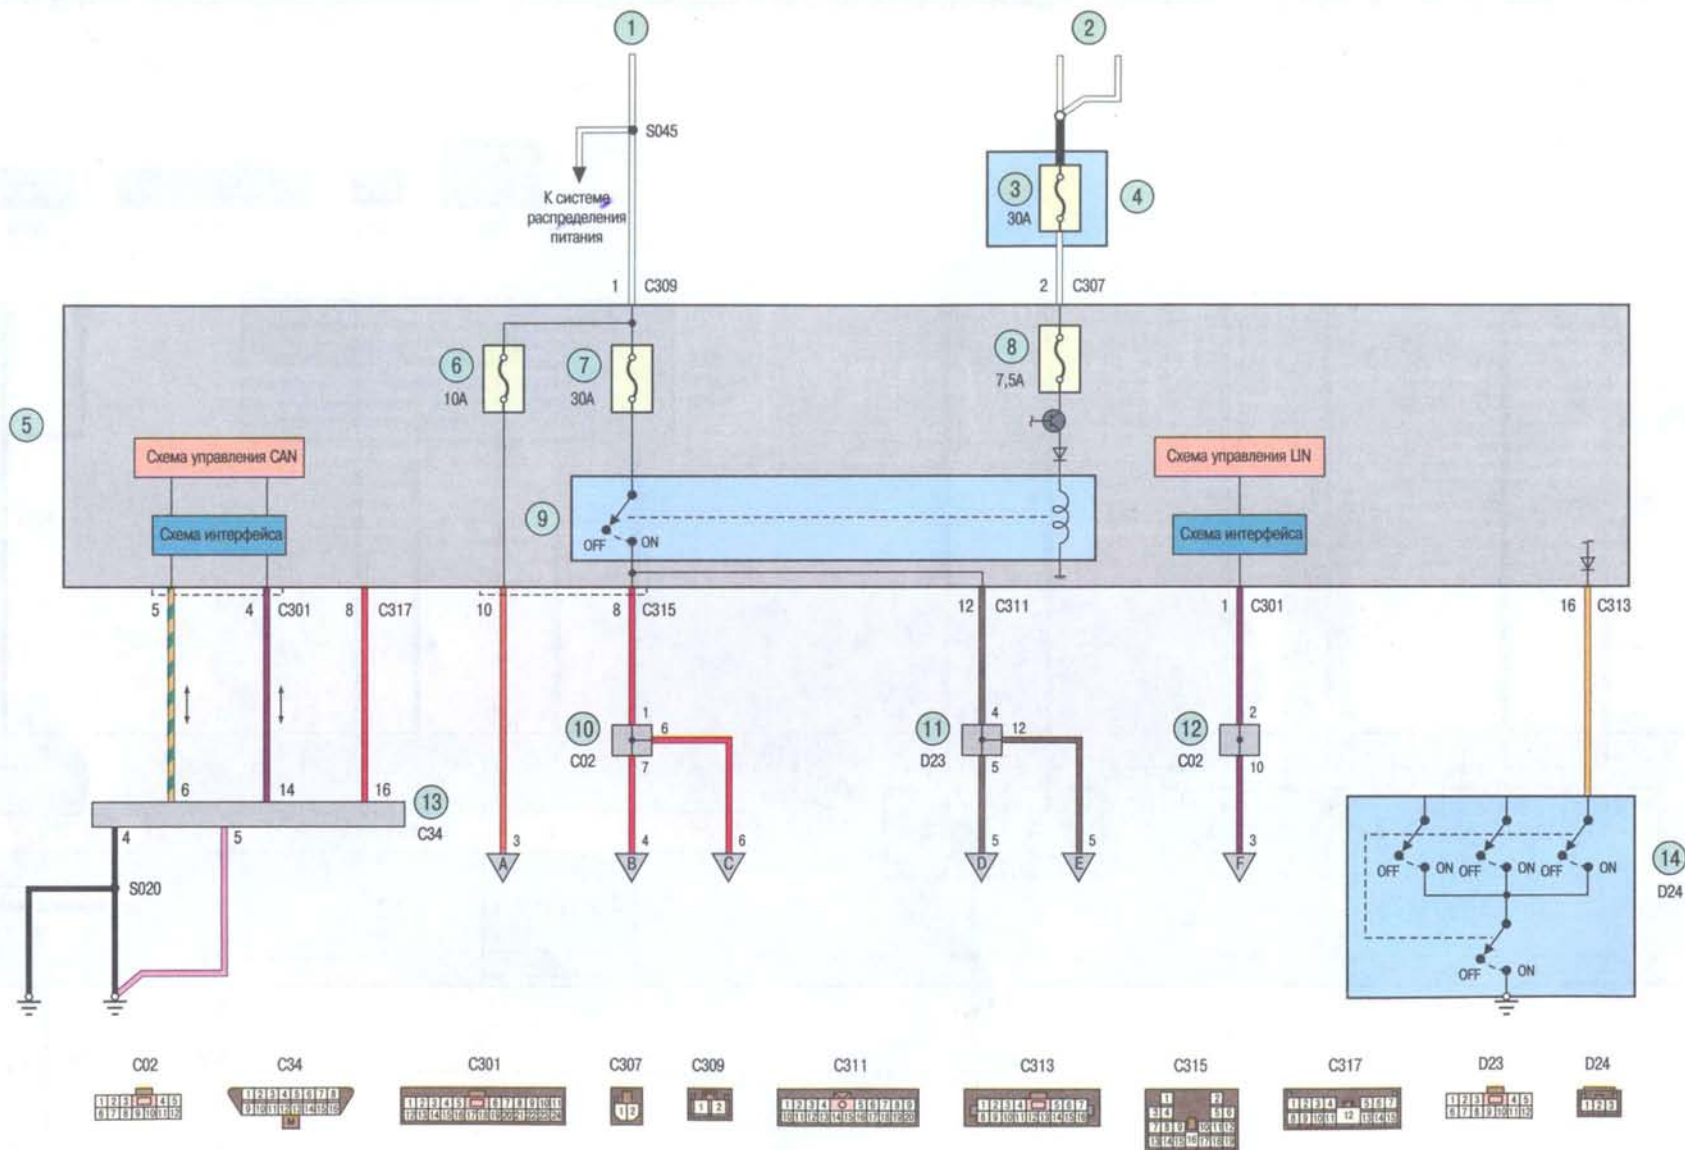 1
2
S045
К системе
распределения
питания
3
30А
4
1 C309
2 C307
5
6
10А
7
30А
8
7,5А
Схема управления CAN
Схема интерфейса
9
OFF ON
Схема управления LIN
Схема интерфейса
5 4 C301
8 C317
10 8 C315
12 C311
1 C301
16 C313
10
C02
1
6
7
11
D23
4
12
5
12
C02
2
10
6 14 16
13
C34
4 5
S020
3
A
4
B
6
C
5
D
5
E
3
F
OFF ON OFF ON OFF ON
14
D24
OFF ON
C02 C34 C301 C307 C309 C311 C313 C315 C317 D23 D24